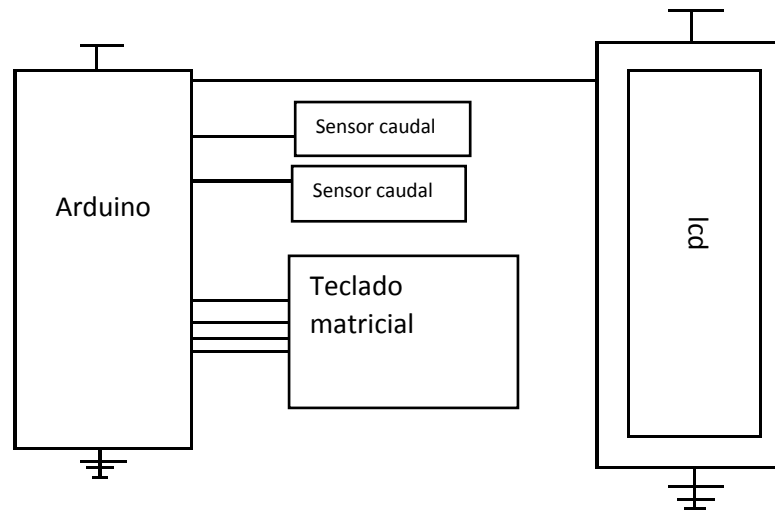 Sensor caudal
Sensor caudal
Arduino
Teclado
matricial
lcd